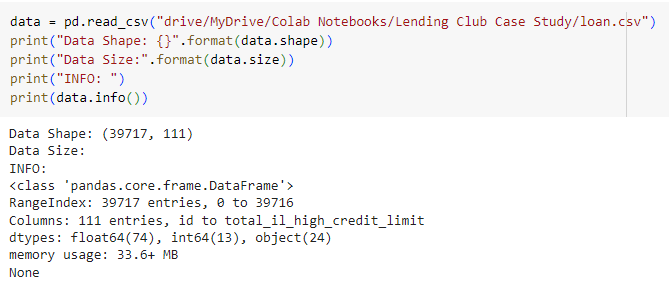 data = pd.read_csv("drive/MyDrive/Colab Notebooks/Lending Club Case Study/loan.csv")
print("Data Shape: {}".format(data.shape))
print("Data Size:".format(data.size))
print("INFO: ")
print(data.info())
Data Shape: (39717, 111)
Data Size:
INFO:
<class 'pandas.core.frame.DataFrame'>
RangeIndex: 39717 entries, 0 to 39716
Columns: 111 entries, id to total_il_high_credit_limit
dtypes: float64(74), int64(13), object(24)
memory usage: 33.6+ MB
None